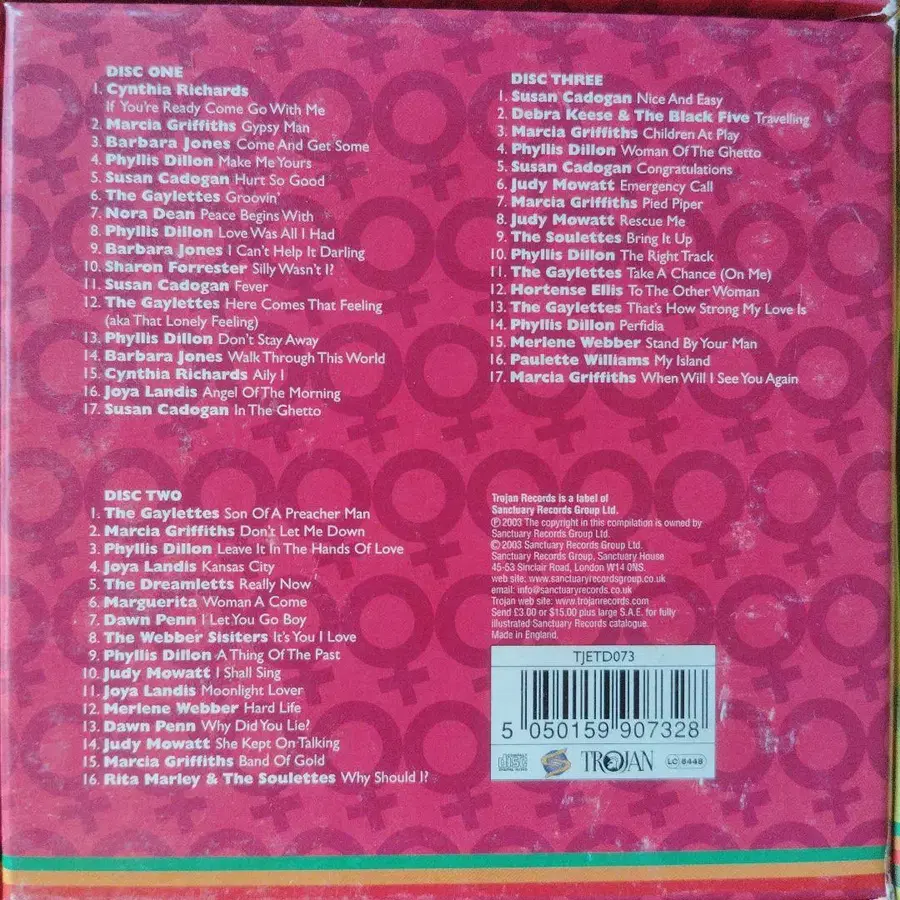 DISC ONE
1. Cynthia Richards
If You're Ready Come Go With Me
2. Marcia Griffiths Gypsy Man
3. Barbara Jones Come And Get Some
4. Phyllis Dillon Make Me Yours
5. Susan Cadogan Hurt So Good
6. The Gaylettes Groovin'
7. Nora Dean Peace Begins With
8. Phyllis Dillon Love Was All I Had
9. Barbara Jones I Can't Help It Darling
10. Sharon Forrester Silly Wasn't I?
11. Susan Cadogan Fever
12. The Gaylettes Here Comes That Feeling
(aka That Lonely Feeling)
13. Phyllis Dillon Don't Stay Away
14. Barbara Jones Walk Through This World
15. Cynthia Richards Aily I
16. Joya Landis Angel Of The Morning
17. Susan Cadogan In The Ghetto
DISC TWO
1. The Gaylettes Son Of A Preacher Man
2. Marcia Griffiths Don't Let Me Down
3. Phyllis Dillon Leave It In The Hands Of Love
4. Joya Landis Kansas City
5. The Dreamletts Really Now
6. Marguerita Woman A Come
7. Dawn Penn I Let You Go Boy
8. The Webber Sisiters It's You I Love
9. Phyllis Dillon A Thing Of The Past
10. Judy Mowatt I Shall Sing
11. Joya Landis Moonlight Lover
12. Merlene Webber Hard Life
13. Dawn Penn Why Did You Lie?
14. Judy Mowatt She Kept On Talking
15. Marcia Griffiths Band Of Gold
16. Rita Marley & The Soulettes Why Should I?
DISC THREE
1. Susan Cadogan Nice And Easy
2. Debra Keese & The Black Five Travelling
3. Marcia Griffiths Children At Play
4. Phyllis Dillon Woman Of The Ghetto
5. Susan Cadogan Congratulations
6. Judy Mowatt Emergency Call
7. Marcia Griffiths Pied Piper
8. Judy Mowatt Rescue Me
9. The Soulettes Bring It Up
10. Phyllis Dillon The Right Track
11. The Gaylettes Take A Chance (On Me)
12. Hortense Ellis To The Other Woman
13. The Gaylettes That's How Strong My Love Is
14. Phyllis Dillon Perfidia
15. Merlene Webber Stand By Your Man
16. Paulette Williams My Island
17. Marcia Griffiths When Will I See You Again
Trojan Records is a label of
Sanctuary Records Group Ltd.
℗ 2003 The copyright in this compilation is owned by
Sanctuary Records Group Ltd.
© 2003 Sanctuary Records Group Ltd.
Sanctuary Records Group, Sanctuary House
45-53 Sinclair Road, London W14 0NS.
web site: www.sanctuaryrecordsgroup.co.uk
email: info@sanctuaryrecords.co.uk
Trojan web site: www.trojanrecords.com
Send £3.00 or $15.00 plus large S.A.E. for fully
illustrated Sanctuary Records catalogue.
Made in England.
TJETD073
5 050159 907328
TROJAN
LC 6448